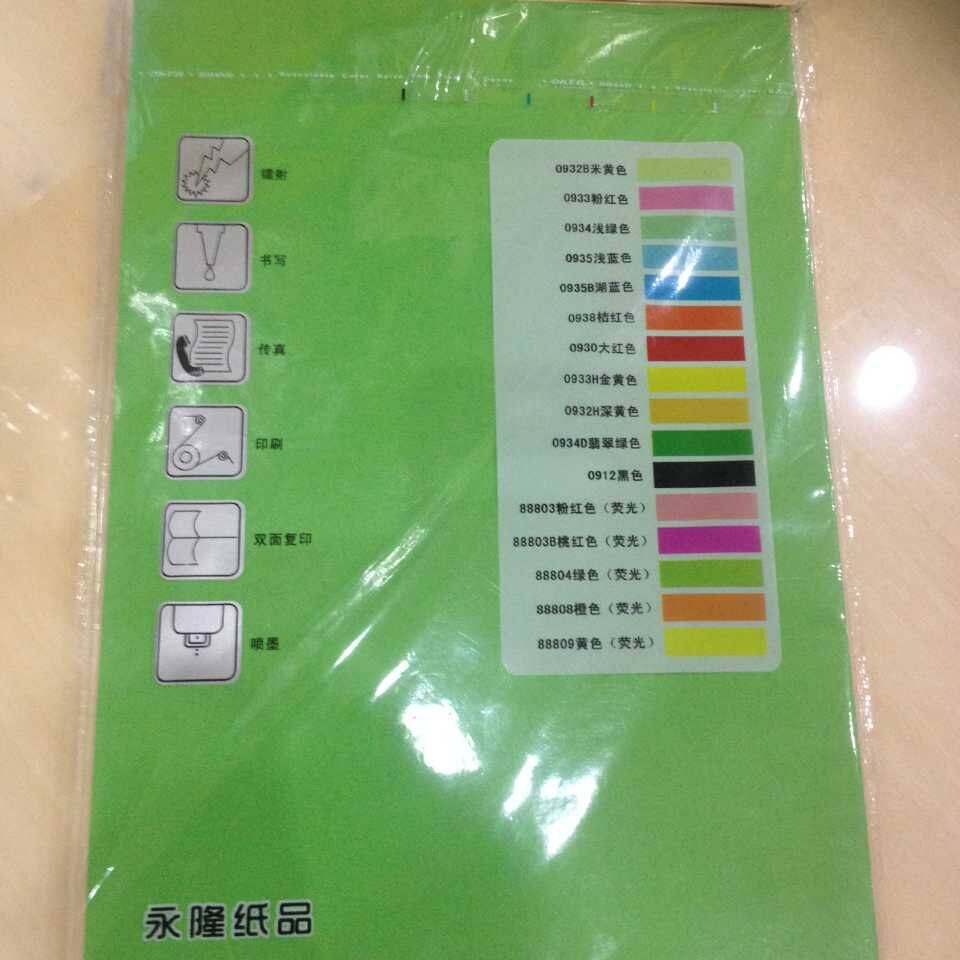 镭射
书写
传真
印刷
双面复印
喷墨
0932B米黄色
0933粉红色
0934浅绿色
0935浅蓝色
0935B湖蓝色
0938桔红色
0930大红色
0933H金黄色
0932H深黄色
0934D翡翠绿色
0912黑色
88803粉红色（荧光）
88803B桃红色（荧光）
88804绿色（荧光）
88808橙色（荧光）
88809黄色（荧光）
永隆纸品